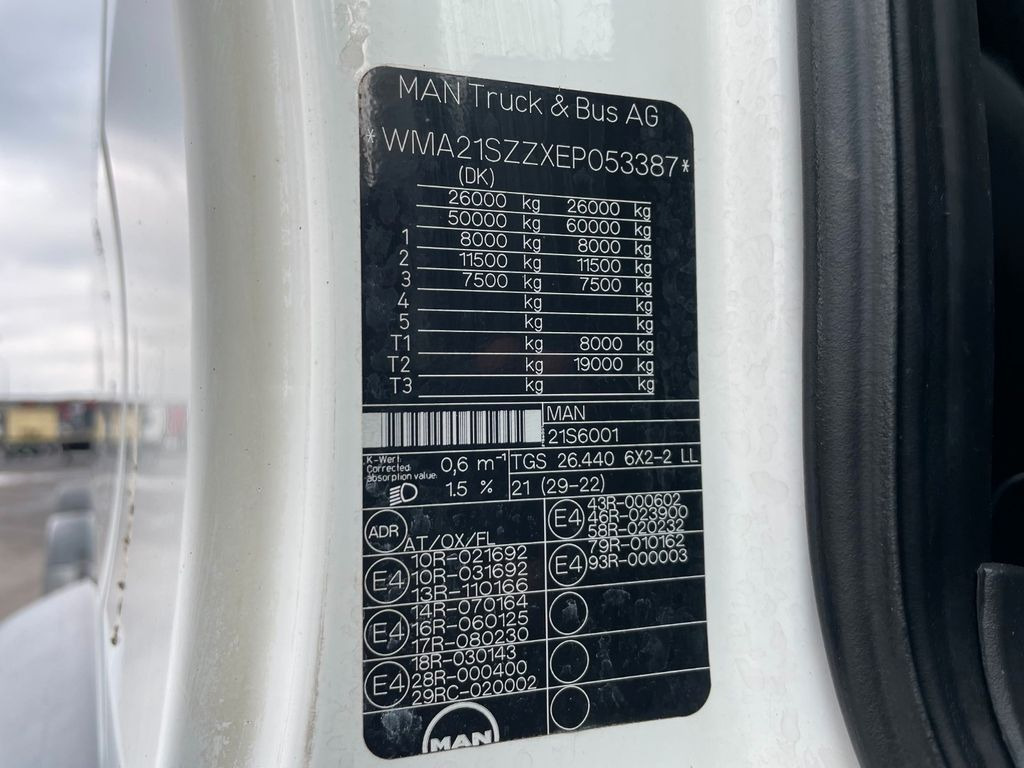 MAN Truck & Bus AG
*WMA21SZZXEP053387*
(DK)
26000 kg 26000 kg
50000 kg 60000 kg
1 8000 kg 8000 kg
2 11500 kg 11500 kg
3 7500 kg 7500 kg
4 kg kg
5 kg kg
T1 kg 8000 kg
T2 kg 19000 kg
T3 kg kg
MAN
21S6001
K-Wert
Corrected
absorption value:
0,6 m⁻¹
1.5 %
TGS 26.440 6X2-2 LL
21 (29-22)
ADR
AT/OX/FL
E4
10R-021692
10R-031692
13R-110166
E4
14R-070164
16R-060125
17R-080230
E4
18R-030143
28R-000400
29RC-020002
E4
43R-000602
46R-023900
58R-020232
E4
79R-010162
93R-000003
MAN